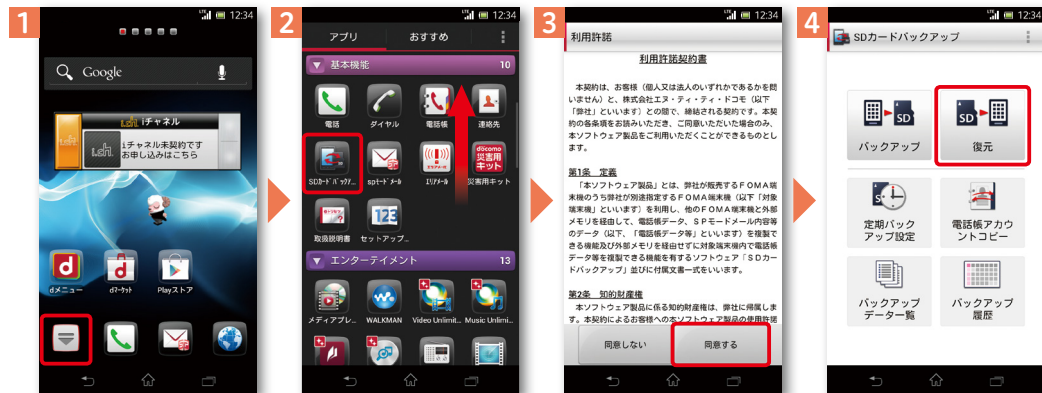 1
LTE 12:34
Google
i.ch iチャネル
i.ch
iチャネル未契約です
お申し込みはこちら
dメニュー
dマーケット
Playストア
2
LTE 12:34
アプリ
おすすめ
基本機能
10
電話
ダイヤル
電話帳
連絡先
docomo
災害用
キット
SDカードバックア...
spモードメール
エリアメール
災害用キット
123
取扱説明書
セットアップ...
エンターテイメント
13
メディアプレ...
WALKMAN
Video Unlimit...
Music Unlimi...
3
LTE 12:34
利用許諾
利用許諾契約書
本契約は、お客様（個人又は法人のいずれかであるかを問
いません）と、株式会社エヌ・ティ・ティ・ドコモ（以下
「弊社」といいます）との間で、締結される契約です。本契
約の各条項をお読みいただき、ご同意いただいた場合のみ、
本ソフトウェア製品をご利用いただくことができるものとし
ます。
第1条　定義
「本ソフトウェア製品」とは、弊社が販売するＦＯＭＡ端
末機のうち弊社が別途指定するＦＯＭＡ端末機（以下「対象
端末機」といいます）を利用し、他のＦＯＭＡ端末機と外部
メモリを経由して、電話帳データ、ＳＰモードメール内容等
のデータ（以下、「電話帳データ等」といいます）を複製で
きる機能及び外部メモリを経由せずに対象端末機内で電話帳
データ等を複製できる機能を有するソフトウェア「ＳＤカー
ドバックアップ」並びに付属文書一式をいいます。
第2条　知的財産権
本ソフトウェア製品に係る知的財産権は、弊社に帰属しま
す。本契約によるお客様への本ソフトウェア製品の使用許諾
同意しない
同意する
4
LTE 12:34
SDカードバックアップ
SD
バックアップ
SD
復元
定期バック
アップ設定
電話帳アカウ
ントコピー
バックアップ
データ一覧
バックアップ
履歴